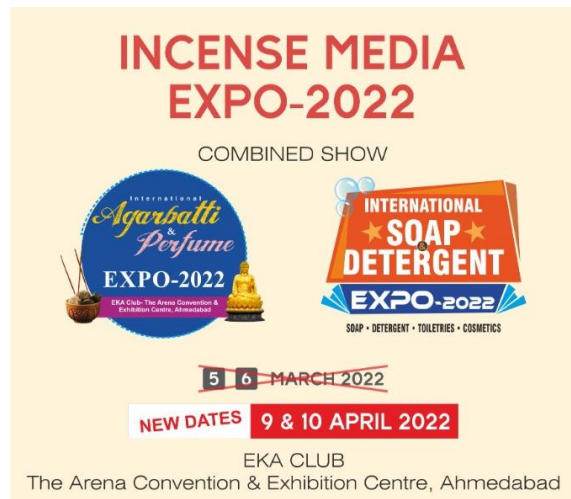 INCENSE MEDIA
EXPO-2022
COMBINED SHOW
International
Agarbatti
&
Perfume
EXPO-2022
EKA Club- The Arena Convention &
Exhibition Centre, Ahmedabad
INTERNATIONAL
SOAP
&
DETERGENT
EXPO-2022
SOAP • DETERGENT • TOILETRIES • COSMETICS
5 6 MARCH 2022
NEW DATES 9 & 10 APRIL 2022
EKA CLUB
The Arena Convention & Exhibition Centre, Ahmedabad